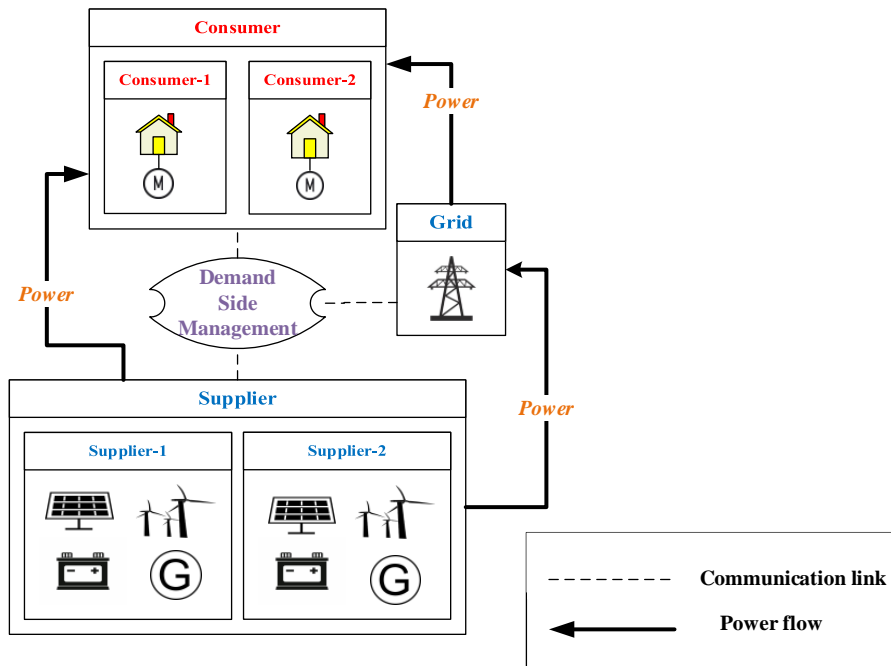 Consumer
Consumer-1
Consumer-2
M
M
Power
Grid
Power
Demand
Side
Management
Power
Supplier
Supplier-1
Supplier-2
G
G
Communication link
Power flow